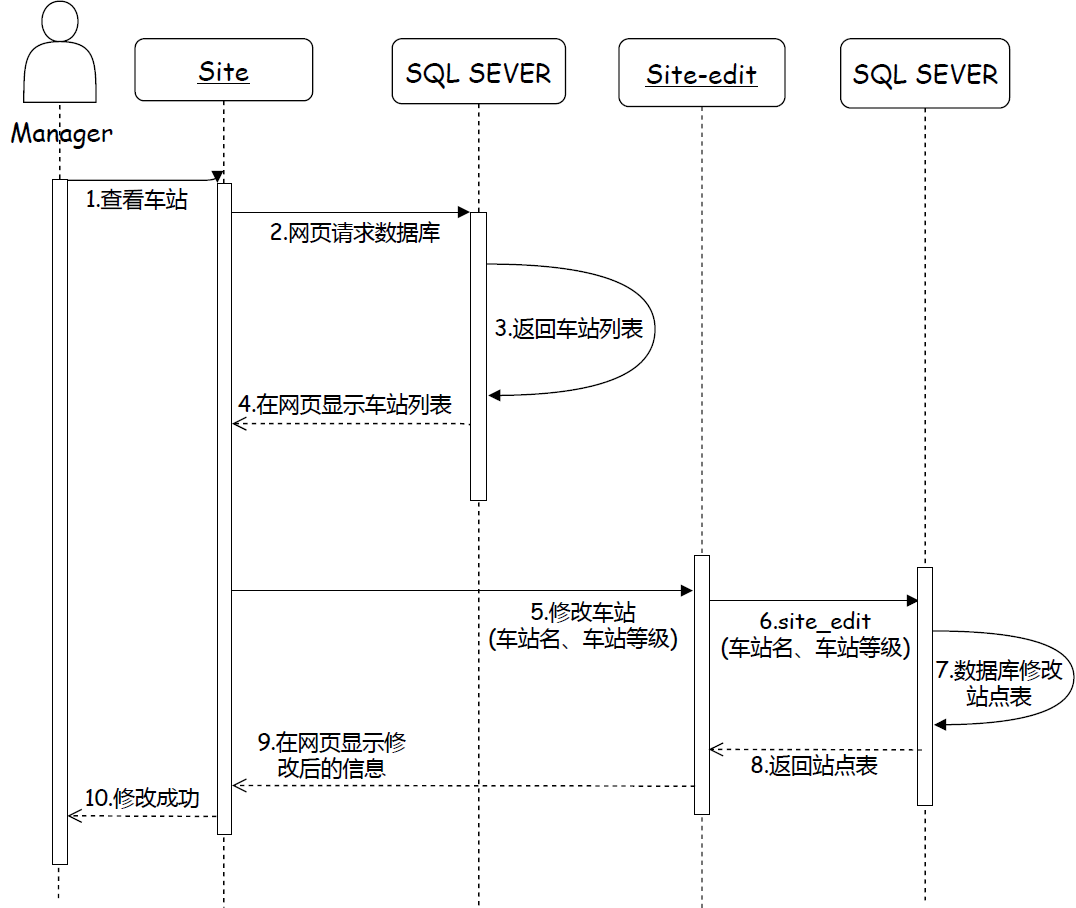 Manager
Site
SQL SEVER
Site-edit
SQL SEVER
1.查看车站
2.网页请求数据库
3.返回车站列表
4.在网页显示车站列表
5.修改车站
(车站名、车站等级)
6.site_edit
(车站名、车站等级)
7.数据库修改
站点表
8.返回站点表
9.在网页显示修
改后的信息
10.修改成功